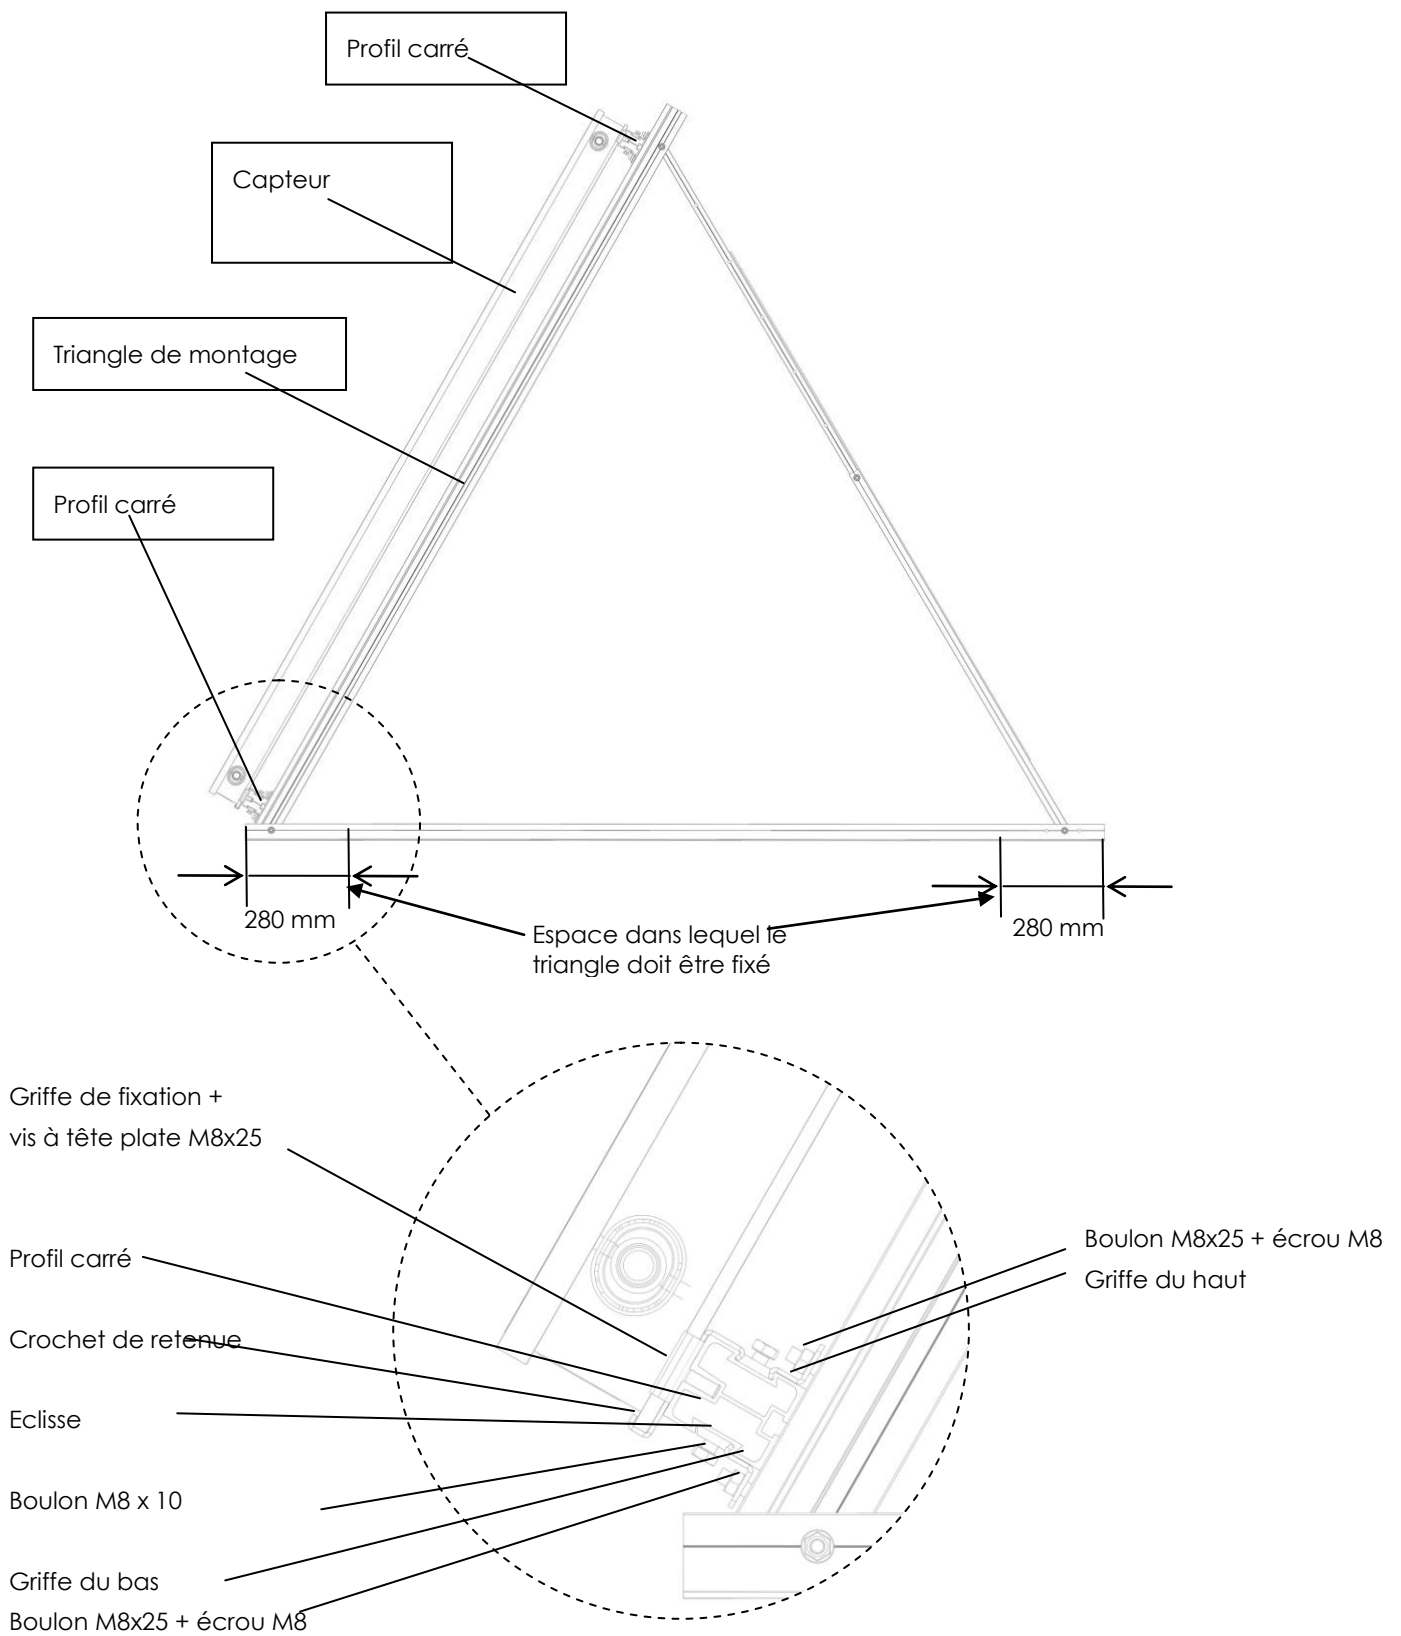 Profil carré
Capteur
Triangle de montage
Profil carré
280 mm
Espace dans lequel le
triangle doit être fixé
280 mm
Griffe de fixation +
vis à tête plate M8x25
Profil carré
Crochet de retenue
Eclisse
Boulon M8 x 10
Griffe du bas
Boulon M8x25 + écrou M8
Boulon M8x25 + écrou M8
Griffe du haut